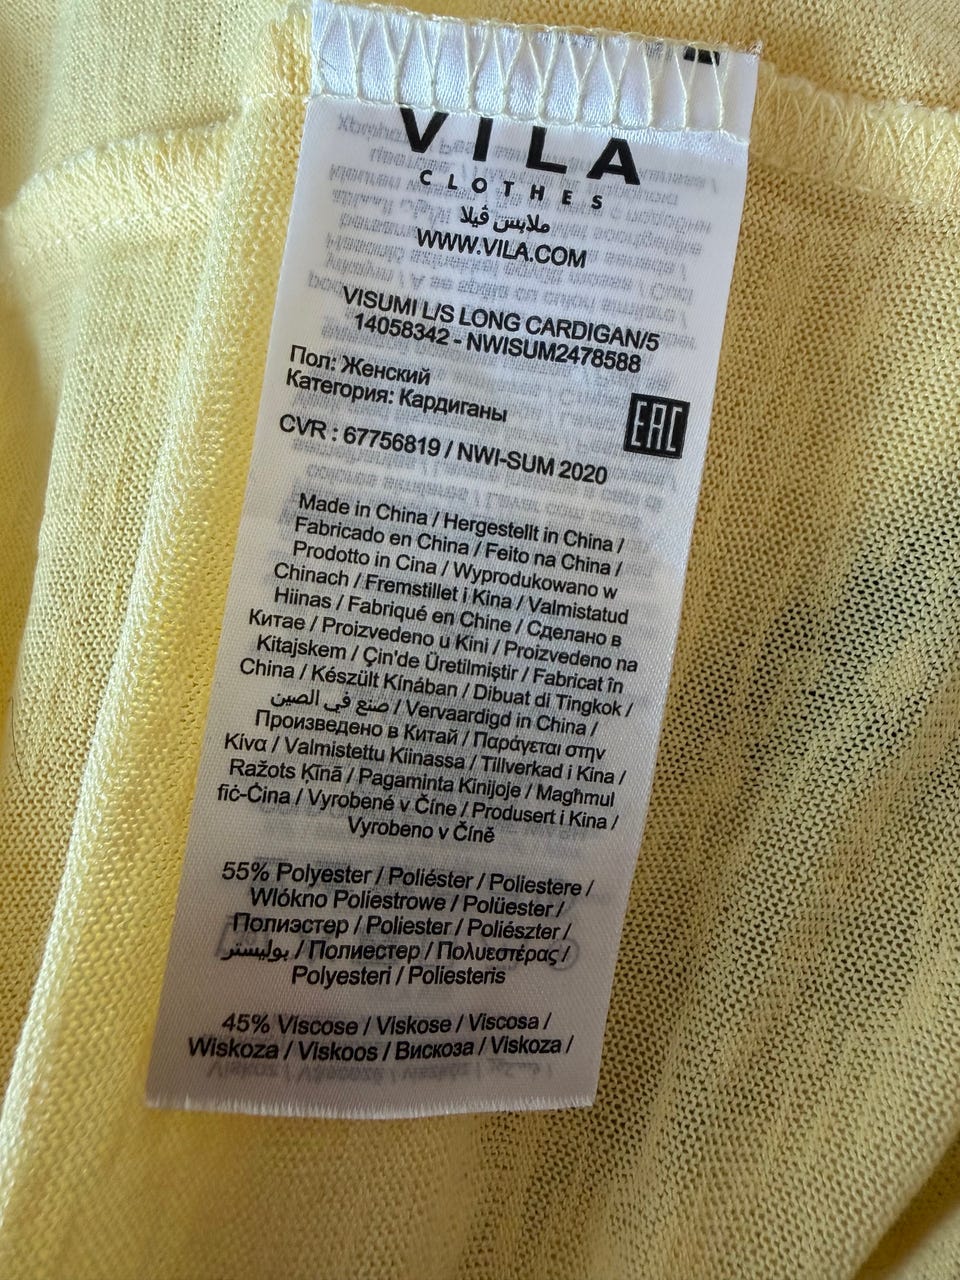 VILA
CLOTHES
ملابس ڤيلا
WWW.VILA.COM
VISUMI L/S LONG CARDIGAN/5
14058342 - NWISUM2478588
Пол: Женский
Категория: Кардиганы
EAC
CVR : 67756819 / NWI-SUM 2020
Made in China / Hergestellt in China /
Fabricado en China / Feito na China /
Prodotto in Cina / Wyprodukowano w
Chinach / Fremstillet i Kina / Valmistatud
Hiinas / Fabriqué en Chine / Сделано в
Китае / Proizvedeno u Kini / Proizvedeno na
Kitajskem / Çin'de Üretilmiştir / Fabricat în
China / Készült Kínában / Dibuat di Tingkok /
صنع في الصين / Vervaardigd in China /
Произведено в Китай / Παράγεται στην
Κίνα / Valmistettu Kiinassa / Tillverkad i Kina /
Ražots Ķīnā / Pagaminta Kinijoje / Magħmul
fiċ-Ċina / Vyrobené v Číne / Produsert i Kina /
Vyrobeno v Číně
55% Polyester / Poliéster / Poliestere /
Wlókno Poliestrowe / Polüester /
Полиэстер / Poliester / Poliészter /
بوليستر / Полиестер / Πολυεστέρας /
Polyesteri / Poliesteris
45% Viscose / Viskose / Viscosa /
Wiskoza / Viskoos / Вискоза / Viskoza /